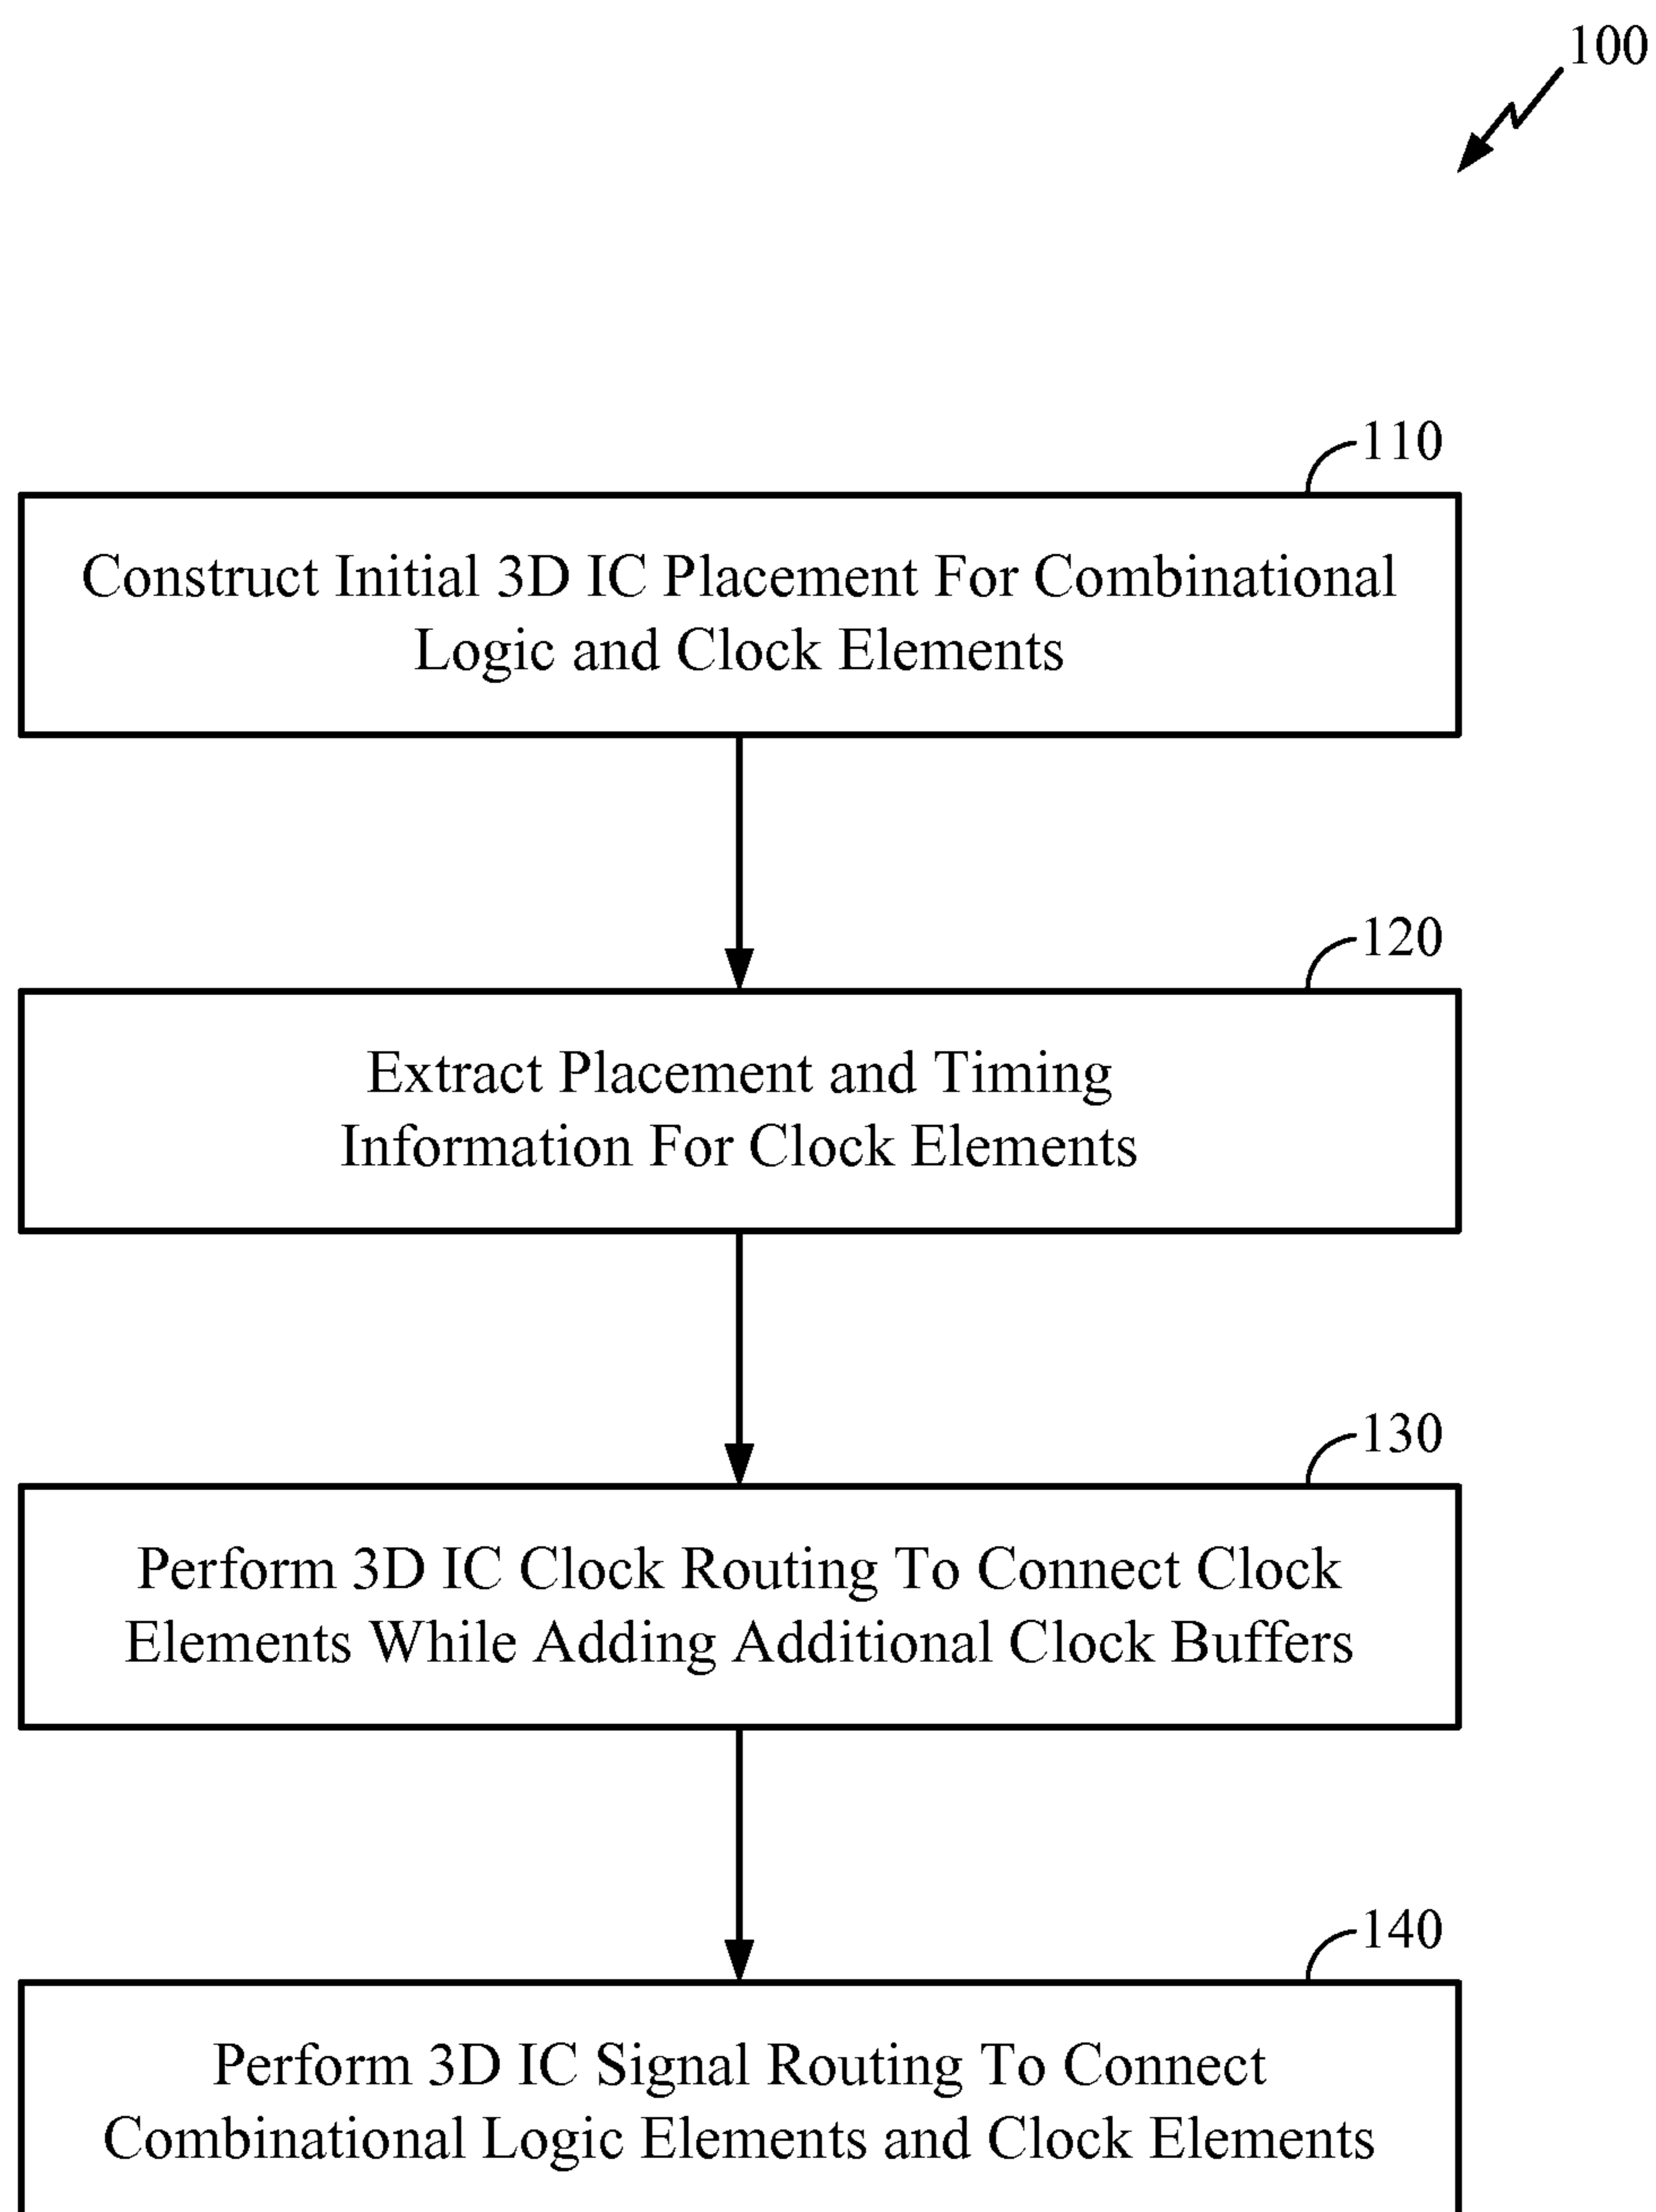 100
110
Construct Initial 3D IC Placement For Combinational
Logic and Clock Elements
120
Extract Placement and Timing
Information For Clock Elements
130
Perform 3D IC Clock Routing To Connect Clock
Elements While Adding Additional Clock Buffers
140
Perform 3D IC Signal Routing To Connect
Combinational Logic Elements and Clock Elements